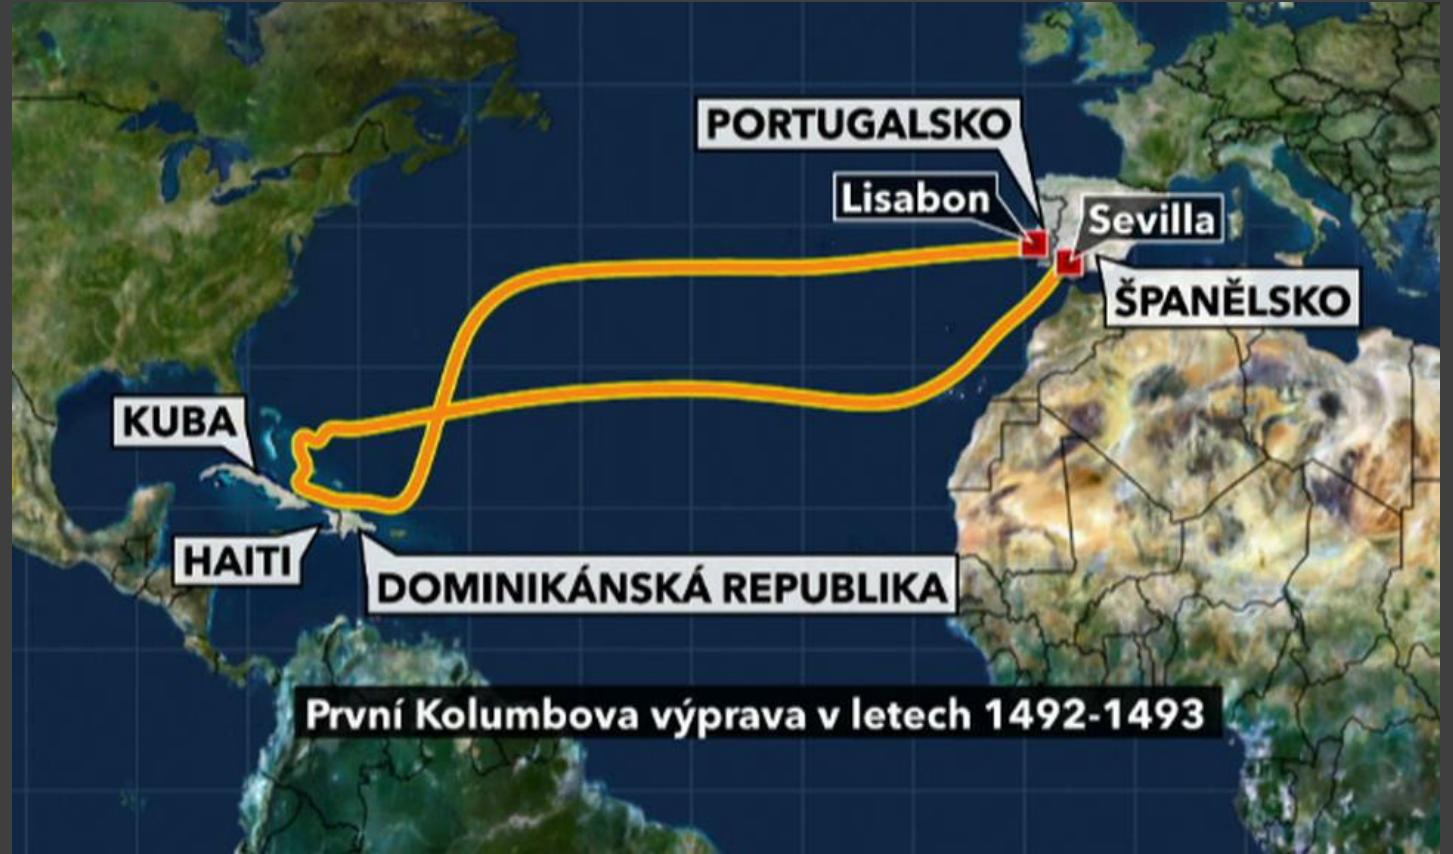 PORTUGALSKO
Lisabon
Sevilla
ŠPANĚLSKO
KUBA
HAITI
DOMINIKÁNSKÁ REPUBLIKA
První Kolumbova výprava v letech 1492-1493